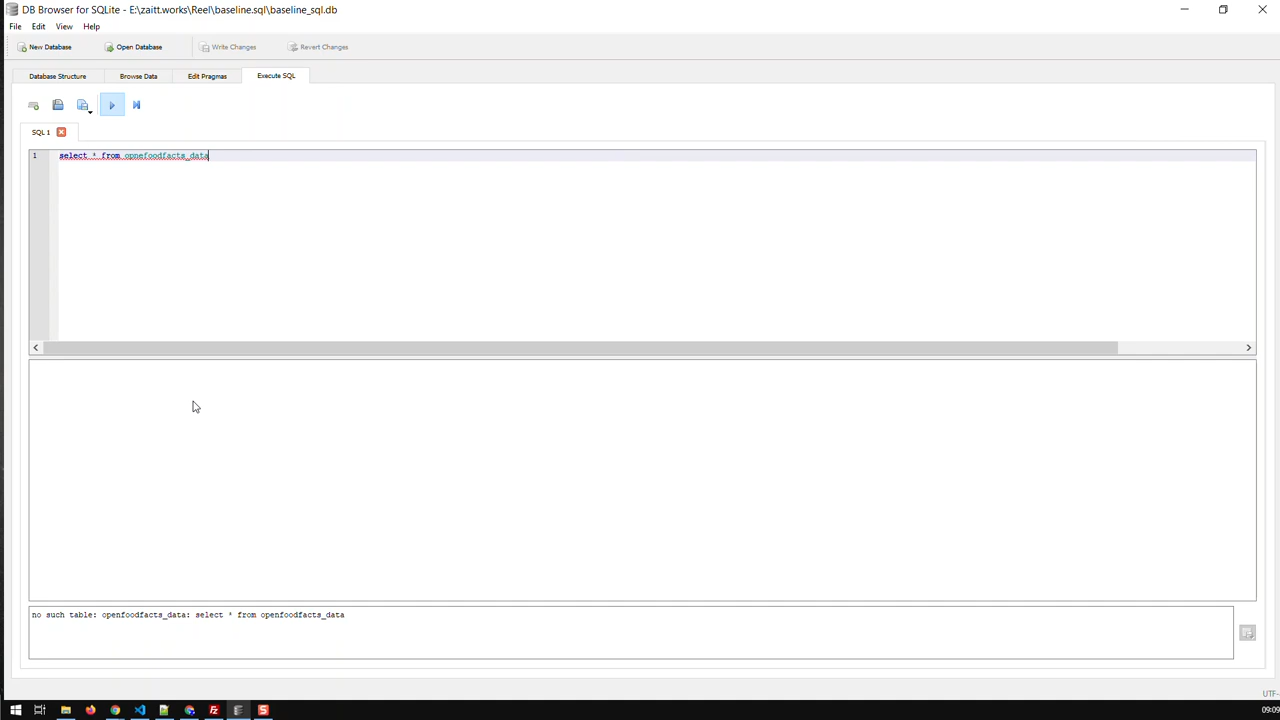 DB Browser for SQLite - E:\zaitt.works\Reel\baseline.sql\baseline_sql.db
File Edit View Help
New Database Open Database Write Changes Revert Changes
Database Structure Browse Data Edit Pragmas Execute SQL
SQL 1
1 select * from opnefoodfacts_data
no such table: openfoodfacts_data: select * from openfoodfacts_data
UTF-
09:09